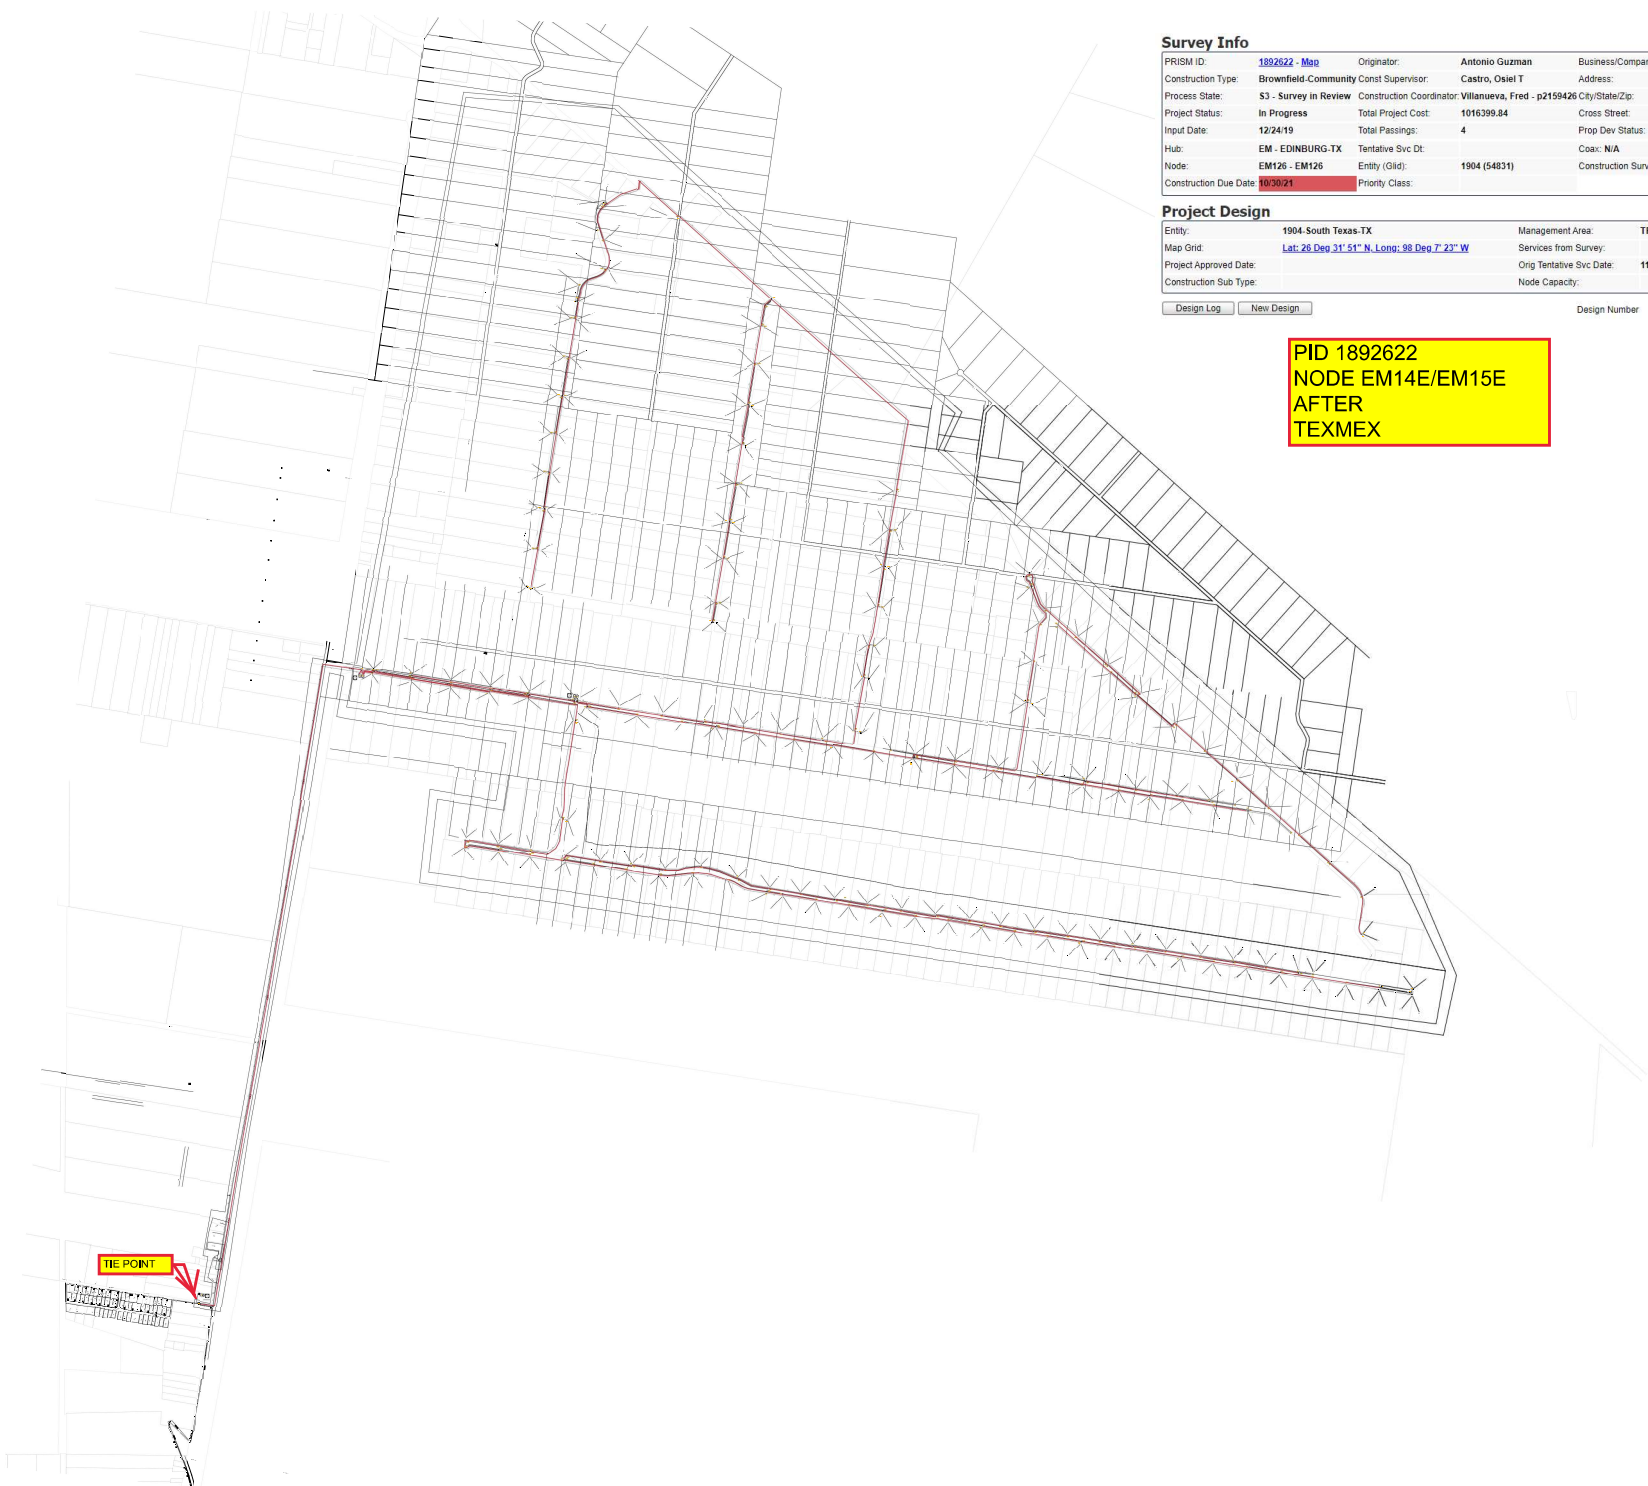 Survey Info
PRISM ID: 1892622 - Map Originator: Antonio Guzman Business/Compar
Construction Type: Brownfield-Community Const Supervisor: Castro, Osiel T Address:
Process State: S3 - Survey in Review Construction Coordinator: Villanueva, Fred - p2159426 City/State/Zip:
Project Status: In Progress Total Project Cost: 1016399.84 Cross Street:
Input Date: 12/24/19 Total Passings: 4 Prop Dev Status:
Hub: EM - EDINBURG-TX Tentative Svc Dt: Coax: N/A
Node: EM126 - EM126 Entity (Glid): 1904 (54831) Construction Surv
Construction Due Date: 10/30/21 Priority Class:
Project Design
Entity: 1904-South Texas-TX Management Area:
Map Grid: Lat: 26 Deg 31' 51" N, Long: 98 Deg 7' 23" W Services from Survey:
Project Approved Date: Orig Tentative Svc Date: 11
Construction Sub Type: Node Capacity:
Design Log New Design Design Number
PID 1892622
NODE EM14E/EM15E
AFTER
TEXMEX
TIE POINT